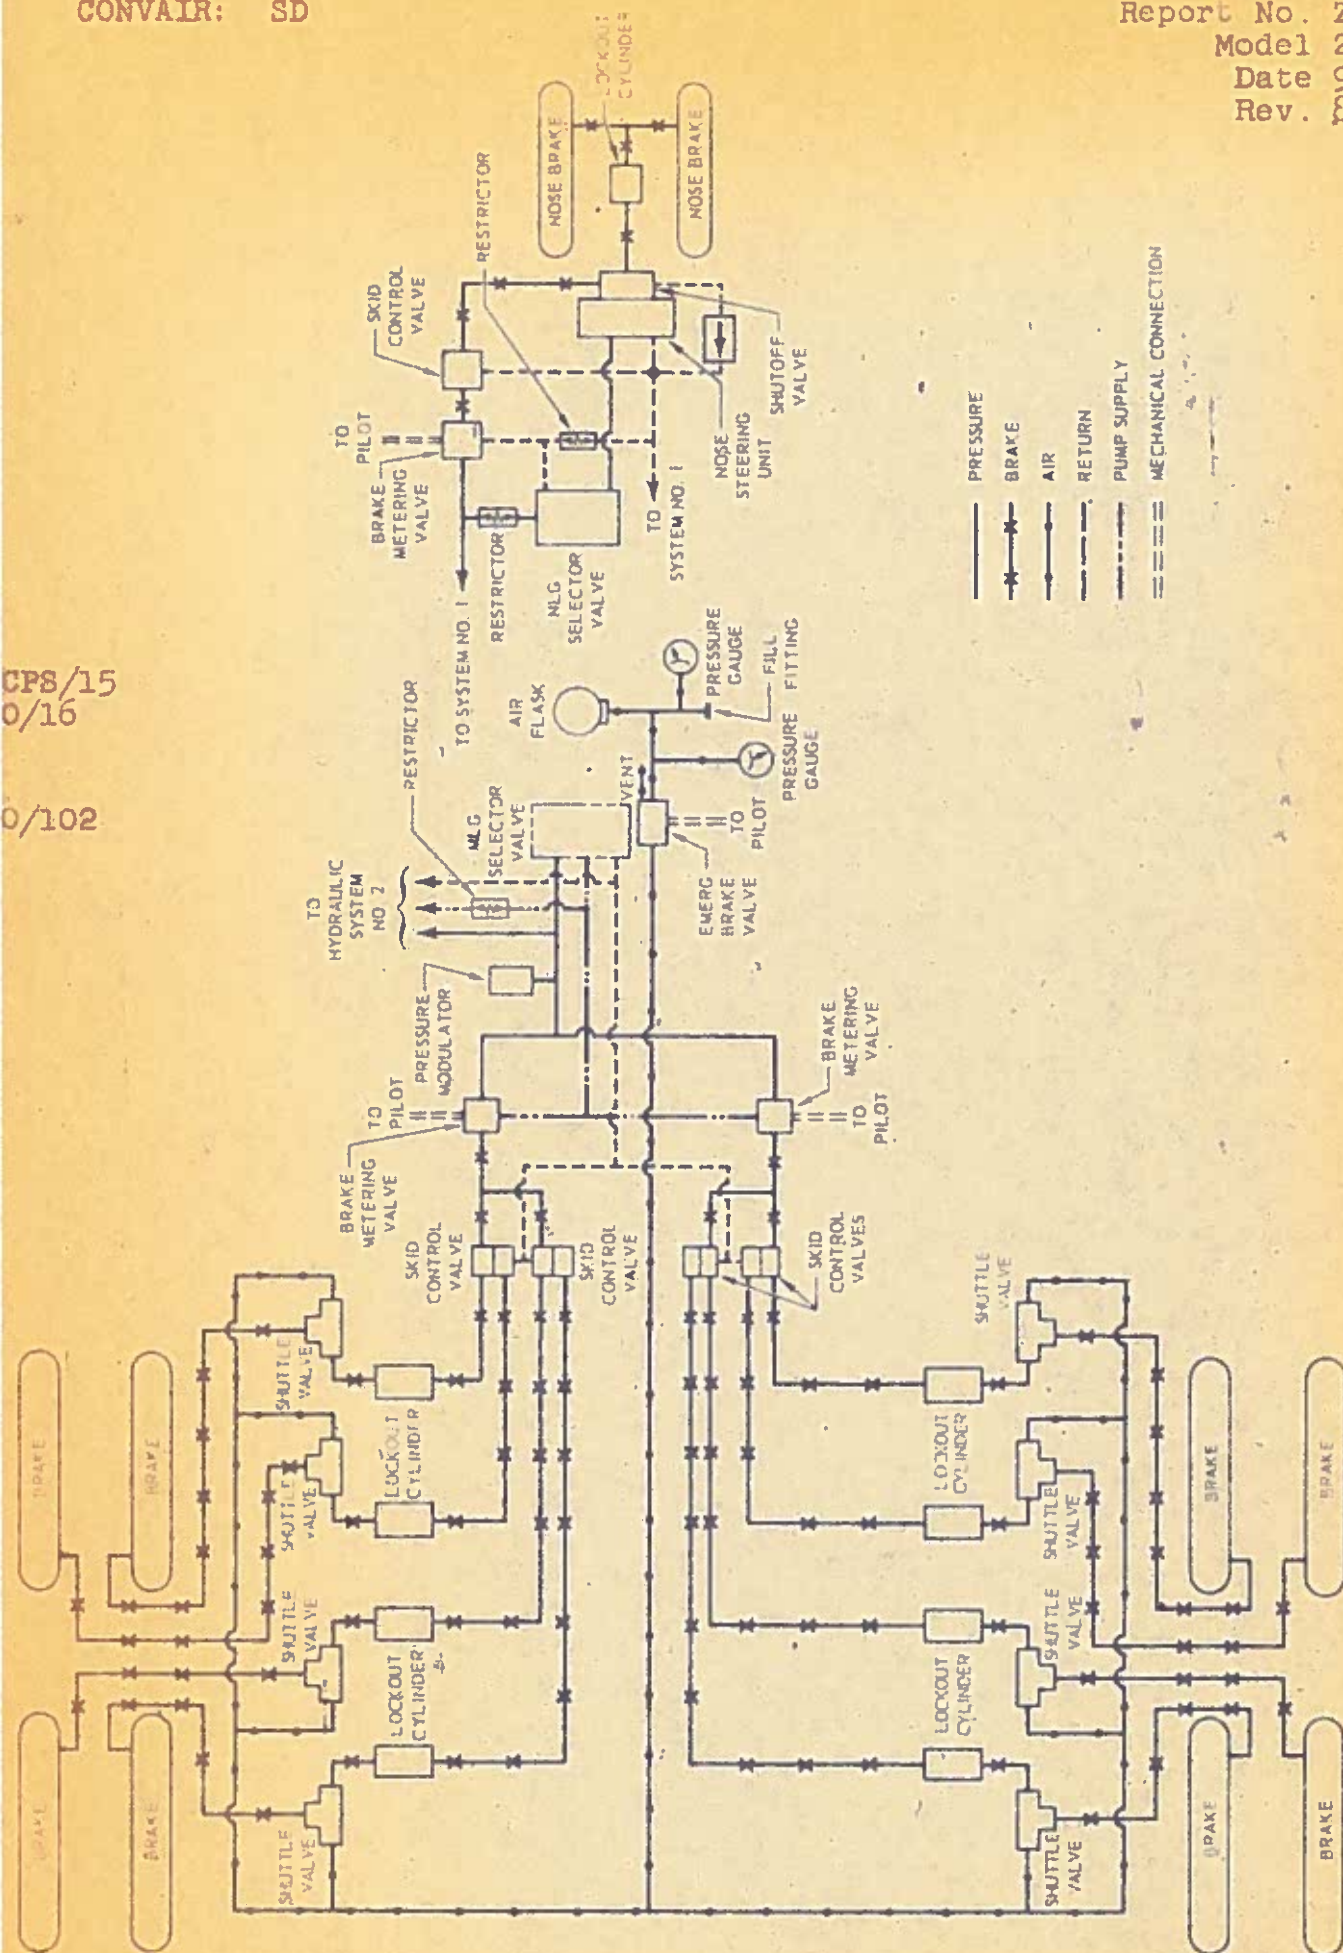 CONVAIR: SD
Report No.
Model 2
Date
Rev.
CPS/15
0/16
0/102
LOCKOUT
CYLINDER
NOSE BRAKE
NOSE BRAKE
RESTRICTOR
SKID
CONTROL
VALVE
TO
PILOT
BRAKE
METERING
VALVE
SHUTOFF
VALVE
NOSE
STEERING
UNIT
TO
SYSTEM NO. 1
NLG
SELECTOR
VALVE
RESTRICTOR
TO SYSTEM NO. 1
PRESSURE
BRAKE
AIR
RETURN
PUMP SUPPLY
MECHANICAL CONNECTION
AIR
FLASK
PRESSURE
GAUGE
FILL
FITTING
PRESSURE
GAUGE
VENT
TO
PILOT
EMERG
BRAKE
VALVE
MLG
SELECTOR
VALVE
RESTRICTOR
TO
HYDRAULIC
SYSTEM
NO 2
PRESSURE
MODULATOR
TO
PILOT
BRAKE
METERING
VALVE
BRAKE
METERING
VALVE
TO
PILOT
SKID
CONTROL
VALVE
SKID
CONTROL
VALVE
SKID
CONTROL
VALVES
SHUTTLE
VALVE
SHUTTLE
VALVE
SHUTTLE
VALVE
SHUTTLE
VALVE
LOCKOUT
CYLINDER
LOCKOUT
CYLINDER
LOCKOUT
CYLINDER
LOCKOUT
CYLINDER
SHUTTLE
VALVE
SHUTTLE
VALVE
SHUTTLE
VALVE
SHUTTLE
VALVE
BRAKE
BRAKE
BRAKE
BRAKE
BRAKE
BRAKE
BRAKE
BRAKE